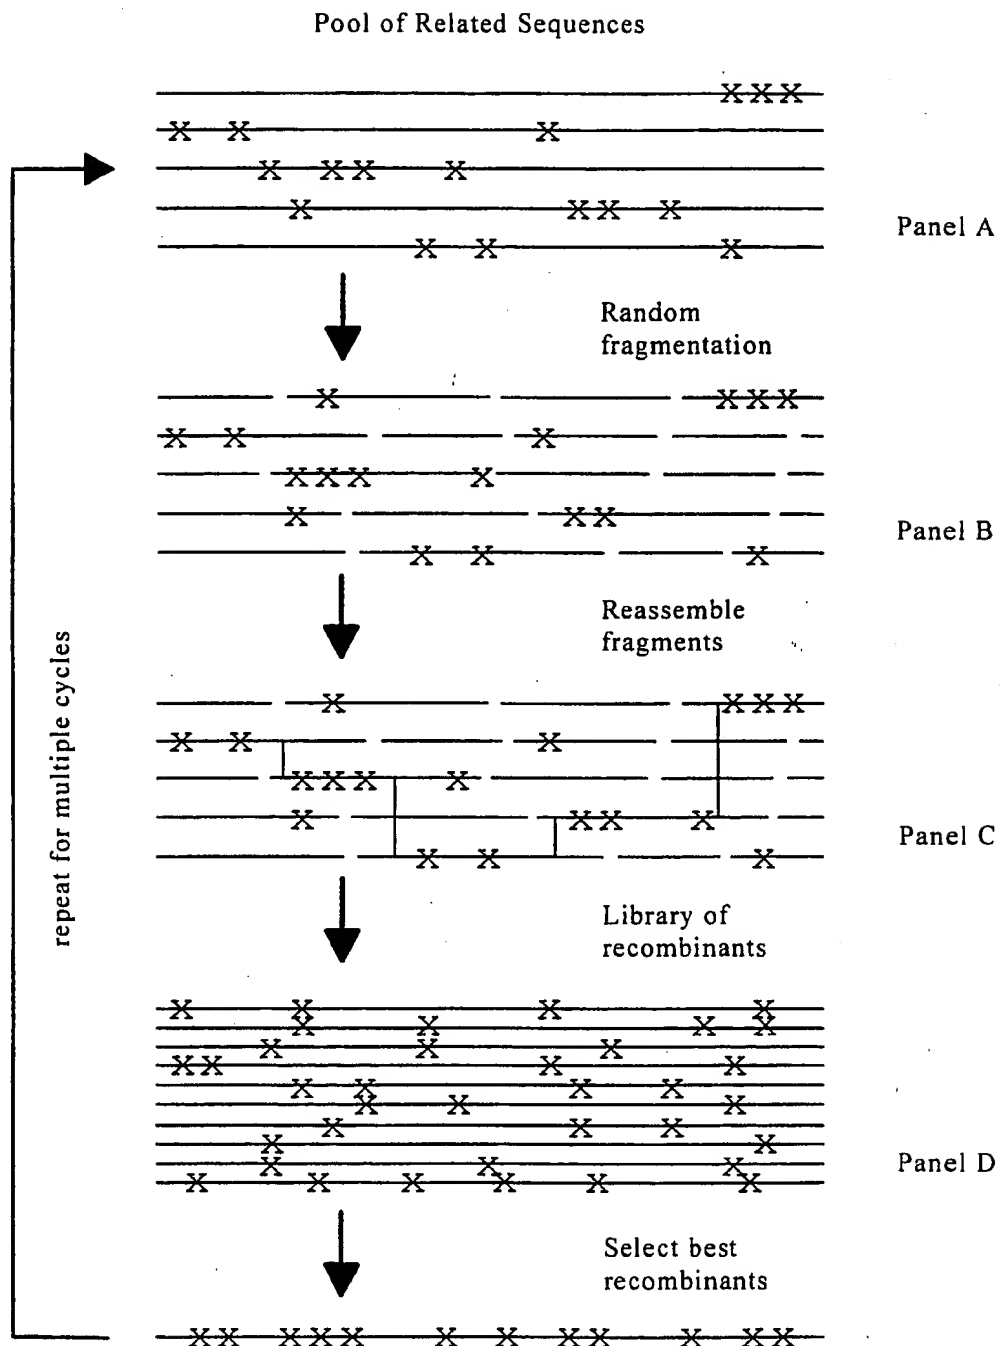 Pool of Related Sequences
Panel A
Random
fragmentation
Panel B
Reassemble
fragments
repeat for multiple cycles
Panel C
Library of
recombinants
Panel D
Select best
recombinants